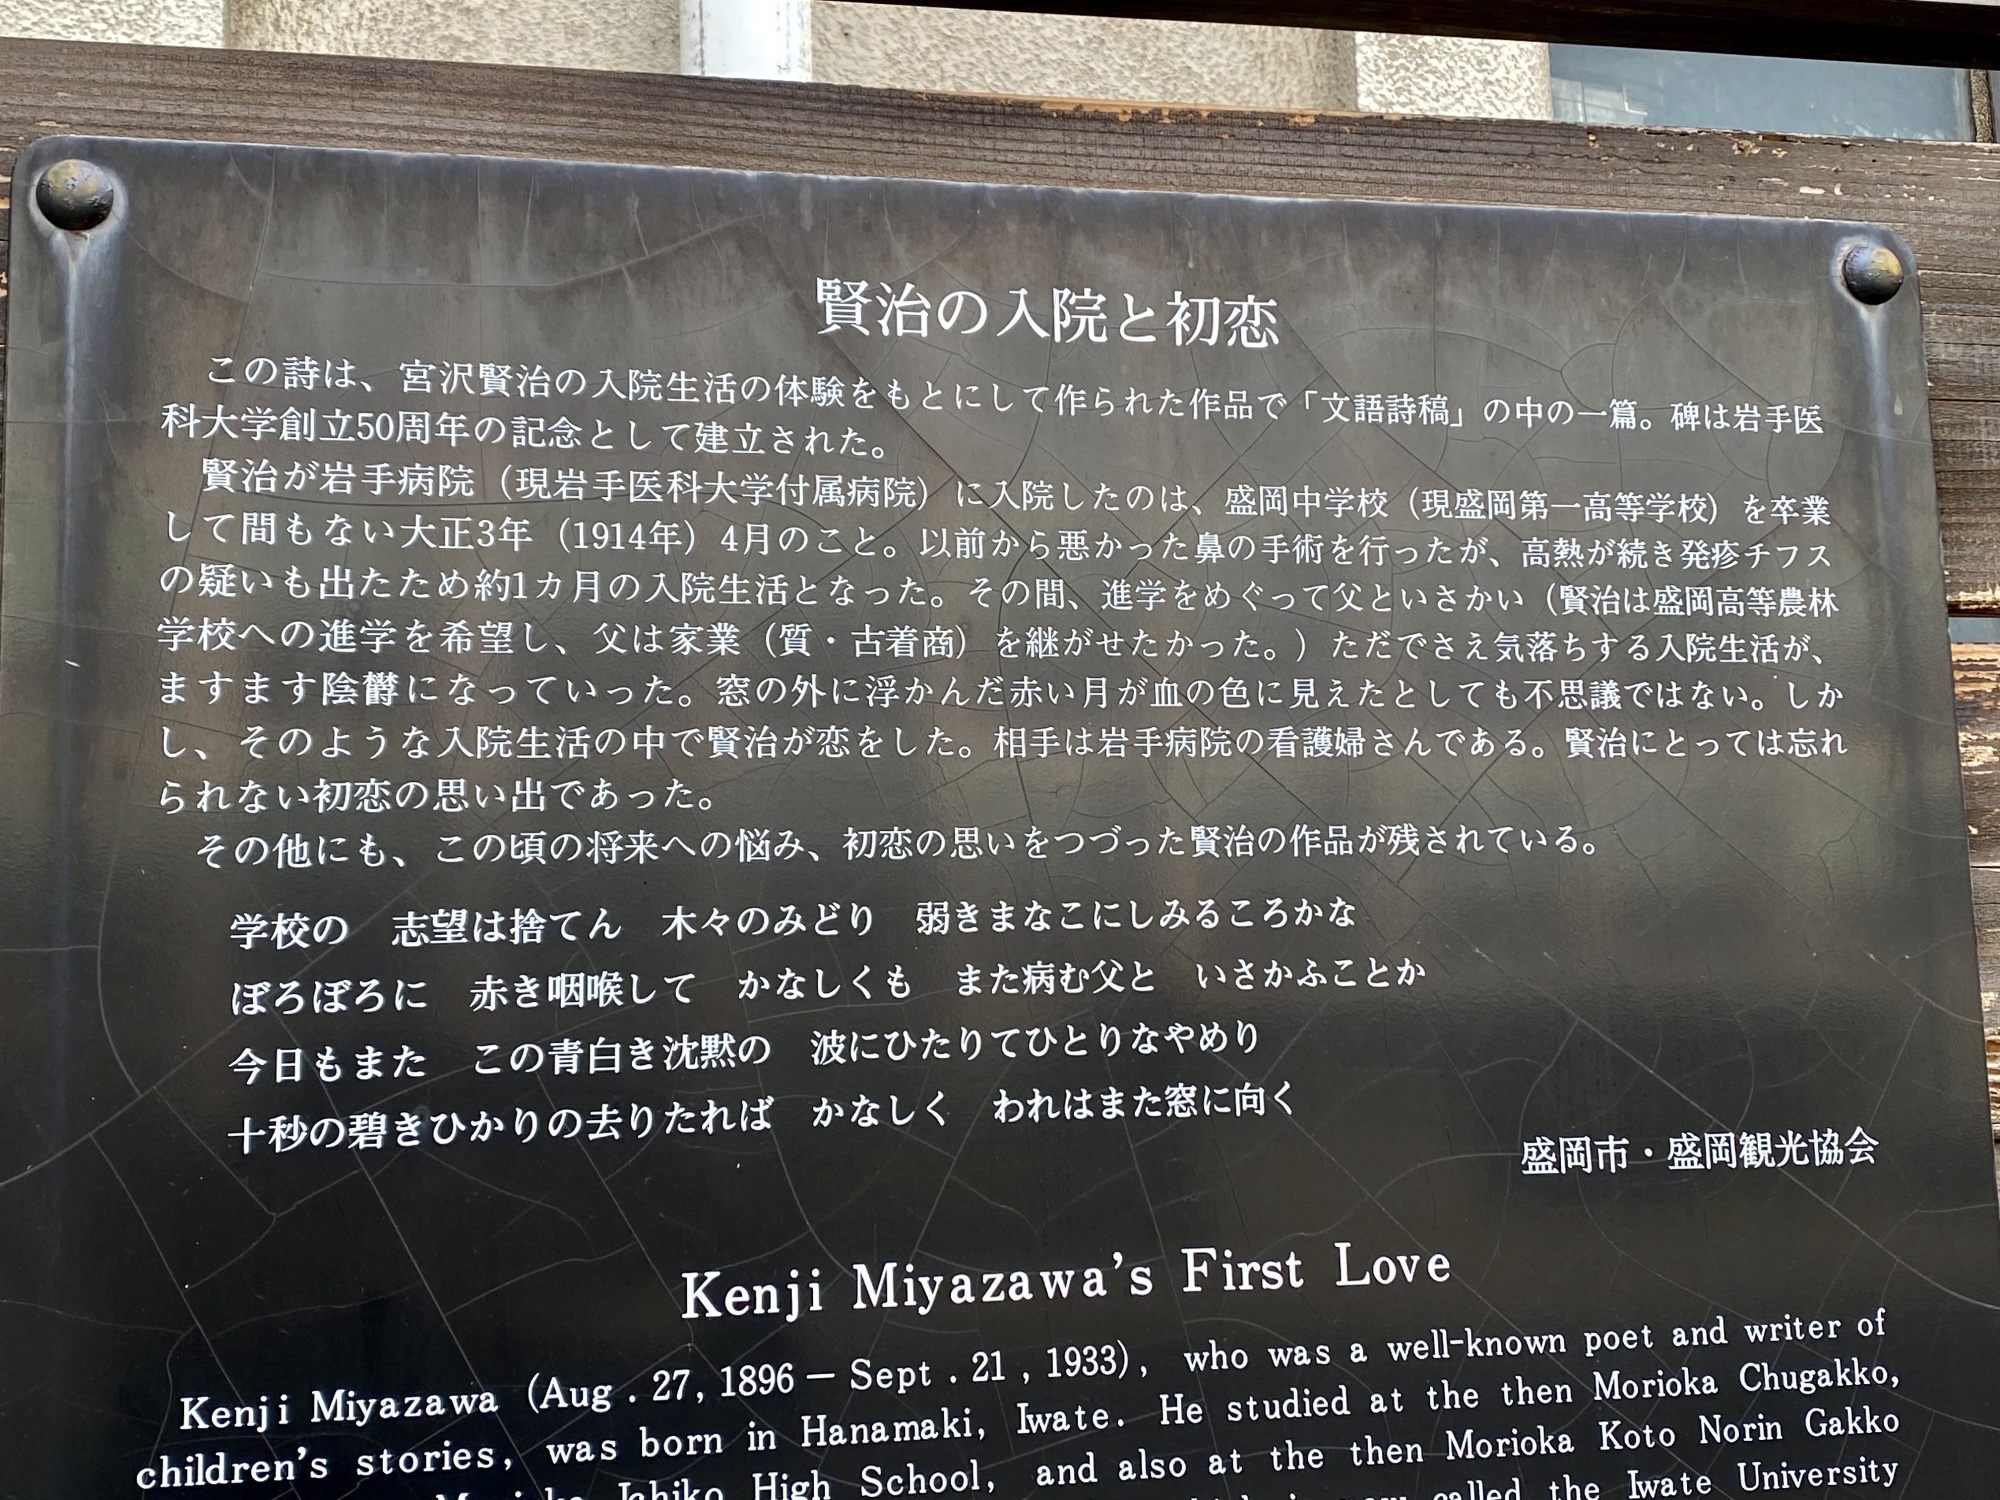 賢治の入院と初恋
この詩は、宮沢賢治の入院生活の体験をもとにして作られた作品で「文語詩稿」の中の一篇。碑は岩手医
科大学創立50周年の記念として建立された。
賢治が岩手病院（現岩手医科大学付属病院）に入院したのは、盛岡中学校（現盛岡第一高等学校）を卒業
して間もない大正3年（1914年）4月のこと。以前から悪かった鼻の手術を行ったが、高熱が続き発疹チフス
の疑いも出たため約1カ月の入院生活となった。その間、進学をめぐって父といさかい（賢治は盛岡高等農林
学校への進学を希望し、父は家業（質・古着商）を継がせたかった。）ただでさえ気落ちする入院生活が、
ますます陰欝になっていった。窓の外に浮かんだ赤い月が血の色に見えたとしても不思議ではない。しか
し、そのような入院生活の中で賢治が恋をした。相手は岩手病院の看護婦さんである。賢治にとっては忘れ
られない初恋の思い出であった。
その他にも、この頃の将来への悩み、初恋の思いをつづった賢治の作品が残されている。
学校の　志望は捨てん　木々のみどり　弱きまなこにしみるころかな
ぼろぼろに　赤き咽喉して　かなしくも　また病む父と　いさかふことか
今日もまた　この青白き沈黙の　波にひたりてひとりなやめり
十秒の碧きひかりの去りたれば　かなしく　われはまた窓に向く
盛岡市・盛岡観光協会
Kenji Miyazawa's First Love
Kenji Miyazawa (Aug . 27, 1896 — Sept . 21 , 1933), who was a well-known poet and writer of
children's stories, was born in Hanamaki, Iwate. He studied at the then Morioka Chugakko,
Morioka Ichiko High School, and also at the then Morioka Koto Norin Gakko
called the Iwate University